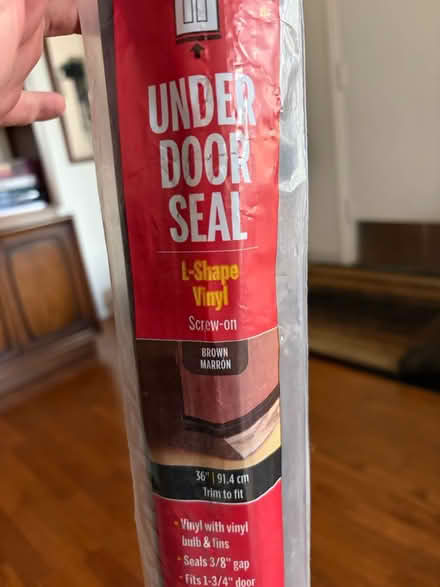 UNDER
DOOR
SEAL
L-Shape
Vinyl
Screw-on
BROWN
MARRÓN
36" | 91.4 cm
Trim to fit
- Vinyl with vinyl
bulb & fins
- Seals 3/8" gap
- Fits 1-3/4" door